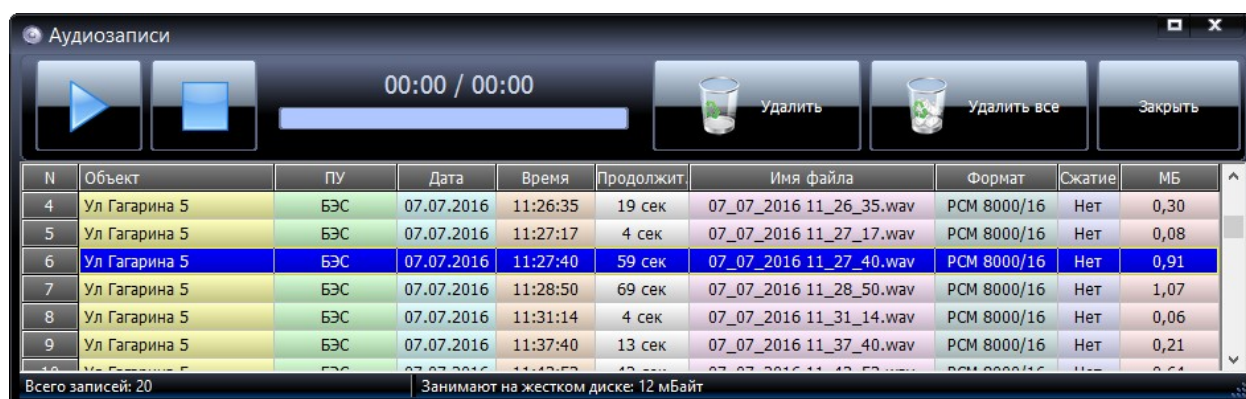 Аудиозаписи
00:00 / 00:00
Удалить
Удалить все
Закрыть
N Объект ПУ Дата Время Продолжит. Имя файла Формат Сжатие МБ
4 Ул Гагарина 5 БЭС 07.07.2016 11:26:35 19 сек 07_07_2016 11_26_35.wav PCM 8000/16 Нет 0,30
5 Ул Гагарина 5 БЭС 07.07.2016 11:27:17 4 сек 07_07_2016 11_27_17.wav PCM 8000/16 Нет 0,08
6 Ул Гагарина 5 БЭС 07.07.2016 11:27:40 59 сек 07_07_2016 11_27_40.wav PCM 8000/16 Нет 0,91
7 Ул Гагарина 5 БЭС 07.07.2016 11:28:50 69 сек 07_07_2016 11_28_50.wav PCM 8000/16 Нет 1,07
8 Ул Гагарина 5 БЭС 07.07.2016 11:31:14 4 сек 07_07_2016 11_31_14.wav PCM 8000/16 Нет 0,06
9 Ул Гагарина 5 БЭС 07.07.2016 11:37:40 13 сек 07_07_2016 11_37_40.wav PCM 8000/16 Нет 0,21
Всего записей: 20 Занимают на жестком диске: 12 мБайт